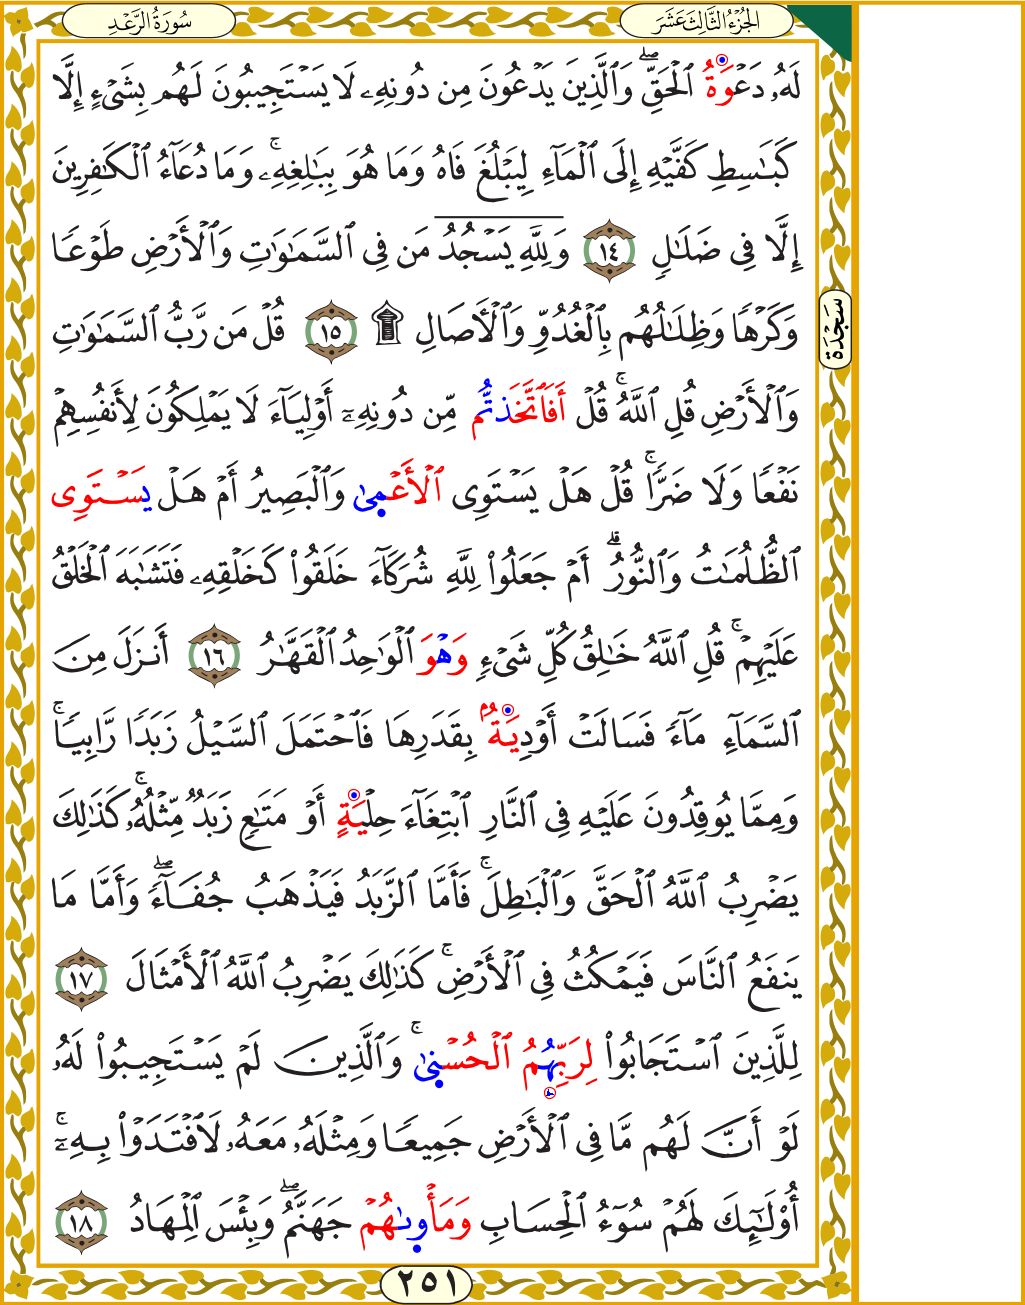 الجُزْءُ الثَّالِثَ عَشَرَ
سُورَةُ الرَّعْدِ
لَهُۥ دَعْوَةُ ٱلْحَقِّۖ وَٱلَّذِينَ يَدْعُونَ مِن دُونِهِۦ لَا يَسْتَجِيبُونَ لَهُم بِشَىْءٍ إِلَّا
كَبَٰسِطِ كَفَّيْهِ إِلَى ٱلْمَآءِ لِيَبْلُغَ فَاهُ وَمَا هُوَ بِبَٰلِغِهِۦۚ وَمَا دُعَآءُ ٱلْكَٰفِرِينَ
إِلَّا فِى ضَلَٰلٍ ١٤ وَلِلَّهِ يَسْجُدُ مَن فِى ٱلسَّمَٰوَٰتِ وَٱلْأَرْضِ طَوْعًا
وَكَرْهًا وَظِلَٰلُهُم بِٱلْغُدُوِّ وَٱلْأَصَالِ ۩ ١٥ قُلْ مَن رَّبُّ ٱلسَّمَٰوَٰتِ
سَجْدَة
وَٱلْأَرْضِ قُلِ ٱللَّهُۚ قُلْ أَفَٱتَّخَذتُّم مِّن دُونِهِۦٓ أَوْلِيَآءَ لَا يَمْلِكُونَ لِأَنفُسِهِمْ
نَفْعًا وَلَا ضَرًّاۚ قُلْ هَلْ يَسْتَوِى ٱلْأَعْمِىٰ وَٱلْبَصِيرُ أَمْ هَلْ يَسْتَوِى
ٱلظُّلُمَٰتُ وَٱلنُّورُۗ أَمْ جَعَلُوا۟ لِلَّهِ شُرَكَآءَ خَلَقُوا۟ كَخَلْقِهِۦ فَتَشَٰبَهَ ٱلْخَلْقُ
عَلَيْهِمْۚ قُلِ ٱللَّهُ خَٰلِقُ كُلِّ شَىْءٍ وَهْوَ ٱلْوَٰحِدُ ٱلْقَهَّٰرُ ١٦ أَنزَلَ مِنَ
ٱلسَّمَآءِ مَآءً فَسَالَتْ أَوْدِيَةٌۢ بِقَدَرِهَا فَٱحْتَمَلَ ٱلسَّيْلُ زَبَدًا رَّابِيًاۚ
وَمِمَّا يُوقِدُونَ عَلَيْهِ فِى ٱلنَّارِ ٱبْتِغَآءَ حِلْيَةٍ أَوْ مَتَٰعٍ زَبَدٌ مِّثْلُهُۥۚ كَذَٰلِكَ
يَضْرِبُ ٱللَّهُ ٱلْحَقَّ وَٱلْبَٰطِلَۚ فَأَمَّا ٱلزَّبَدُ فَيَذْهَبُ جُفَآءًۖ وَأَمَّا مَا
يَنفَعُ ٱلنَّاسَ فَيَمْكُثُ فِى ٱلْأَرْضِۚ كَذَٰلِكَ يَضْرِبُ ٱللَّهُ ٱلْأَمْثَالَ ١٧
لِلَّذِينَ ٱسْتَجَابُوا۟ لِرَبِّهِمُ ٱلْحُسْنِىٰۚ وَٱلَّذِينَ لَمْ يَسْتَجِيبُوا۟ لَهُۥ
لَوْ أَنَّ لَهُم مَّا فِى ٱلْأَرْضِ جَمِيعًا وَمِثْلَهُۥ مَعَهُۥ لَٱفْتَدَوْا۟ بِهِۦٓۚ
أُو۟لَٰٓئِكَ لَهُمْ سُوٓءُ ٱلْحِسَابِ وَمَأْوِىٰهُمْ جَهَنَّمُۖ وَبِئْسَ ٱلْمِهَادُ ١٨
٢٥١